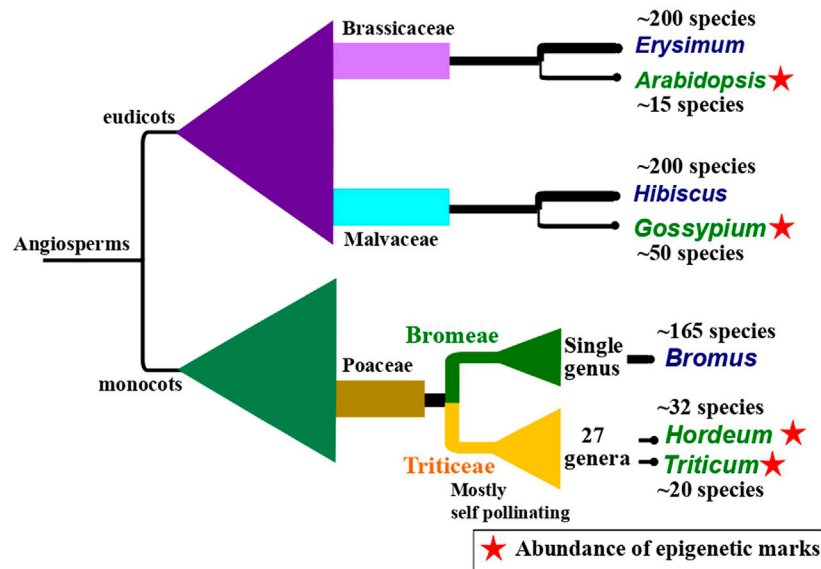 Brassicaceae
~200 species
Erysimum
Arabidopsis
~15 species
eudicots
~200 species
Hibiscus
Gossypium
~50 species
Malvaceae
Angiosperms
Bromeae
Single
genus
~165 species
Bromus
Poaceae
monocots
~32 species
Hordeum
27
genera
Triticum
~20 species
Triticeae
Mostly
self pollinating
Abundance of epigenetic marks